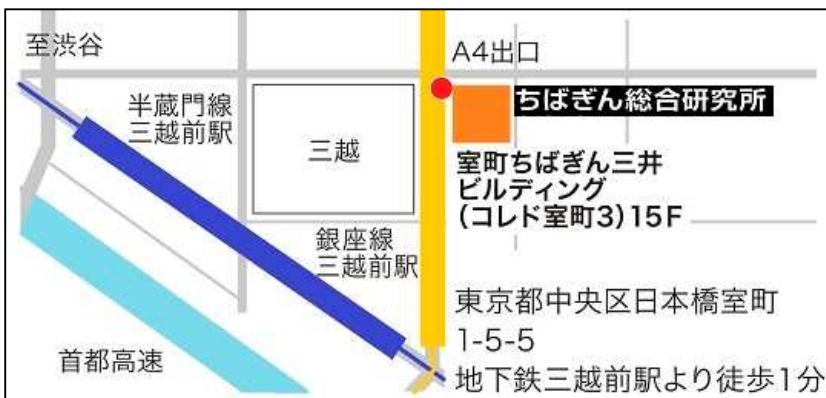 至渋谷
A4出口
半蔵門線
三越前駅
三越
ちばぎん総合研究所
室町ちばぎん三井
ビルディング
(コレド室町3)15F
銀座線
三越前駅
東京都中央区日本橋室町
1-5-5
地下鉄三越前駅より徒歩1分
首都高速